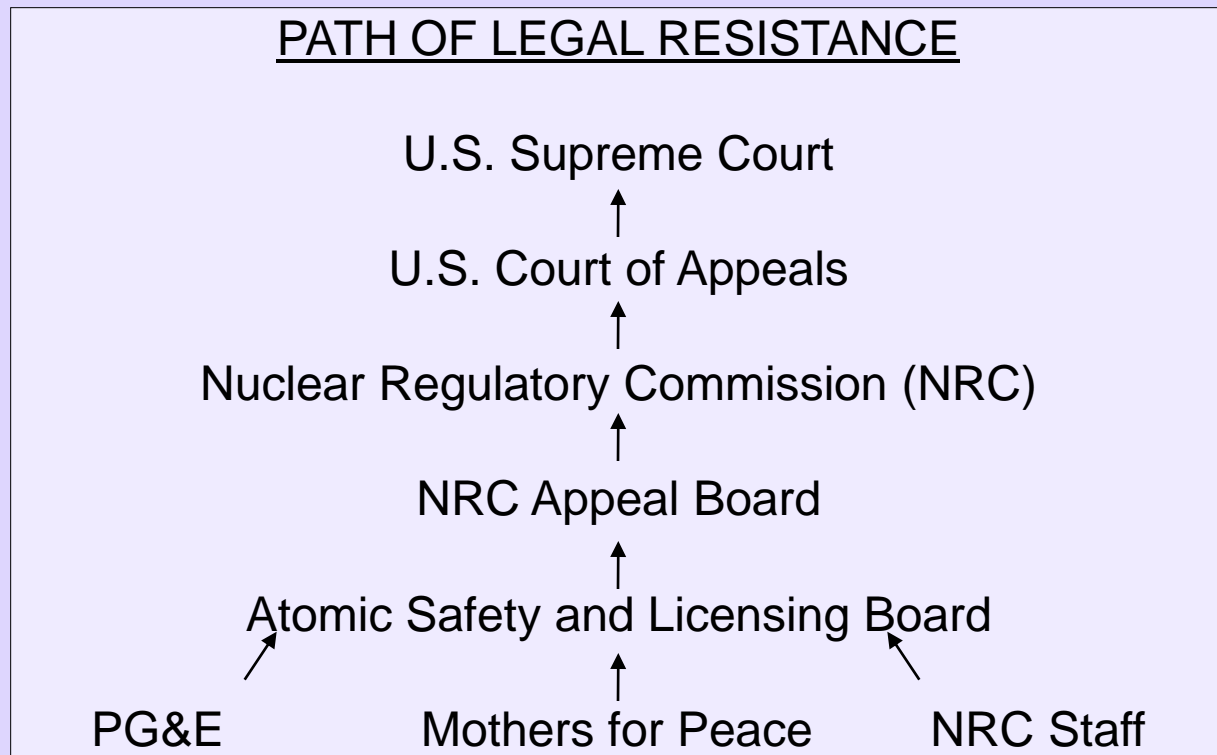 PATH OF LEGAL RESISTANCE
U.S. Supreme Court
U.S. Court of Appeals
Nuclear Regulatory Commission (NRC)
NRC Appeal Board
Atomic Safety and Licensing Board
PG&E Mothers for Peace NRC Staff